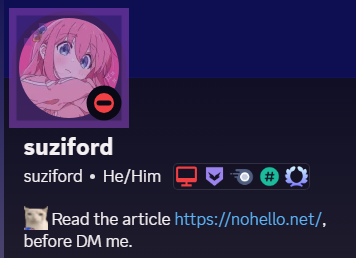 suziford
suziford • He/Him #
Read the article https://nohello.net/,
before DM me.